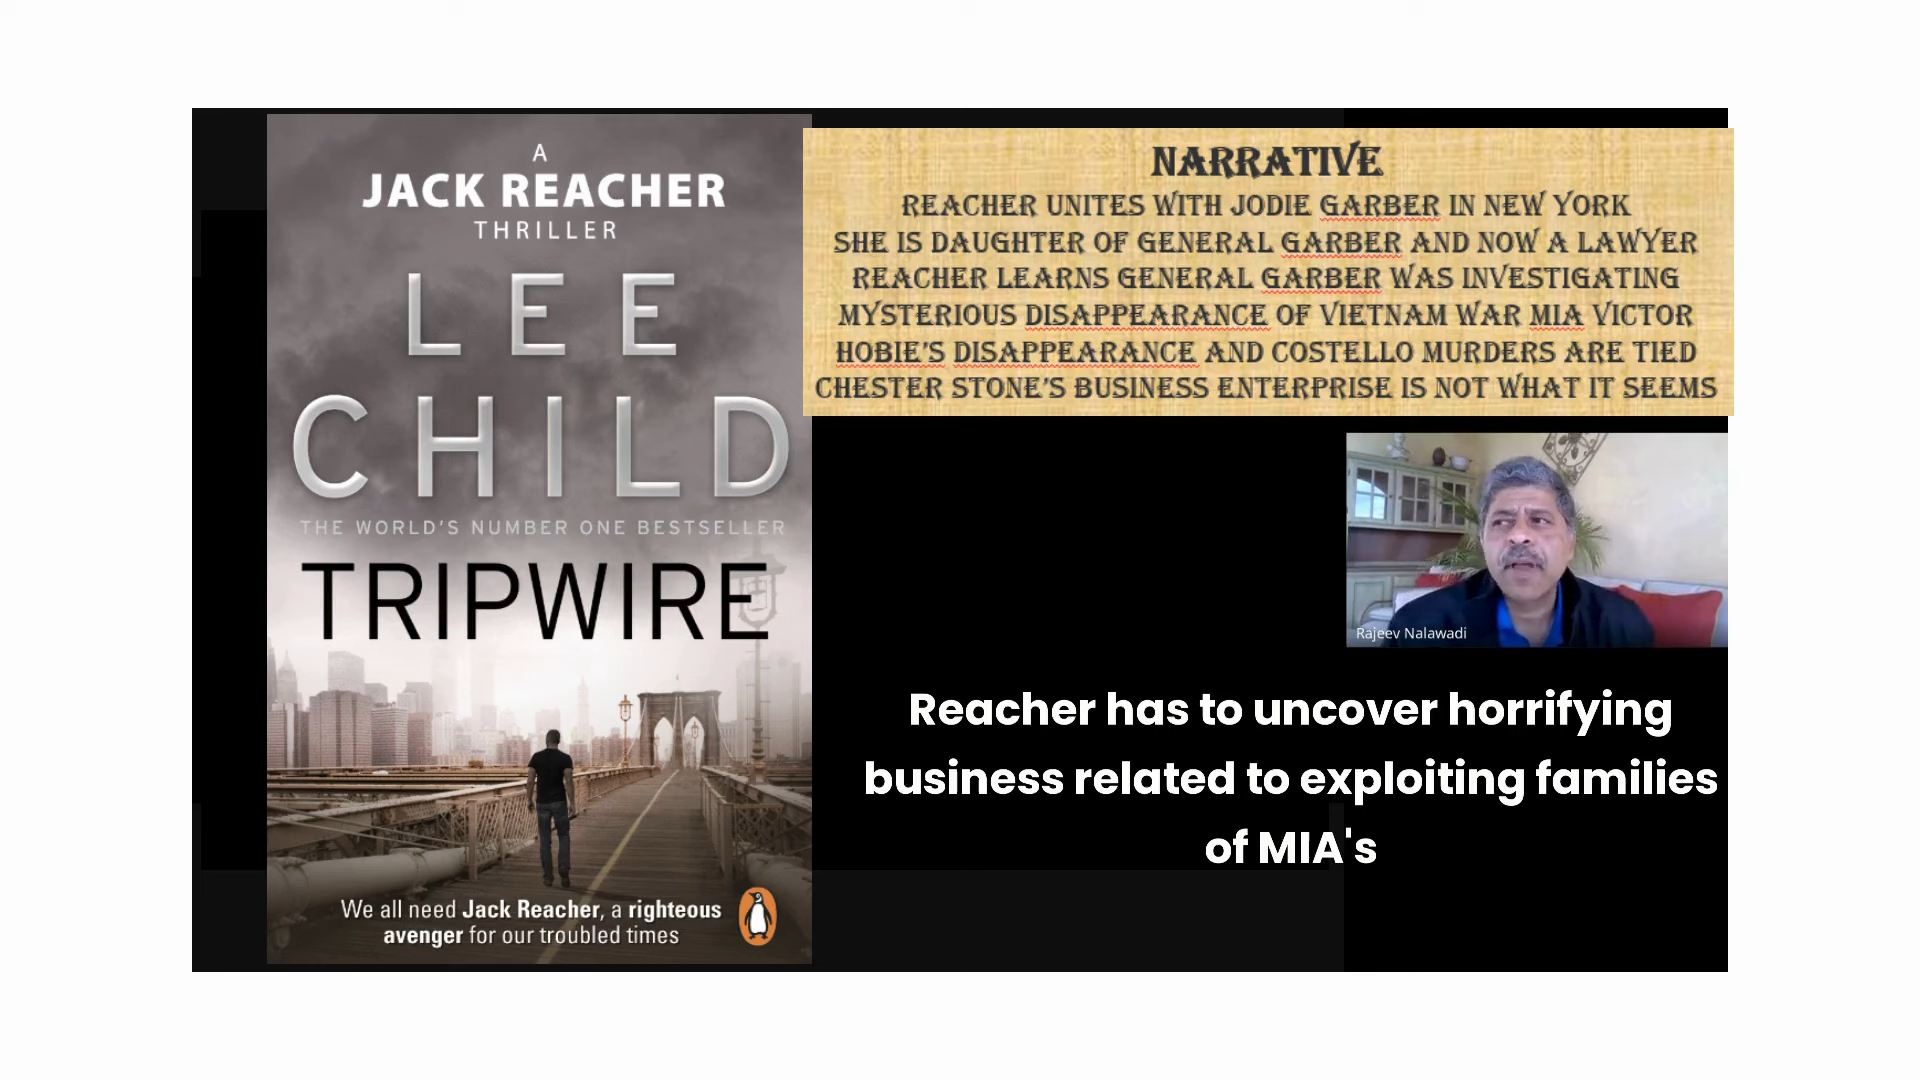 A
JACK REACHER
THRILLER
LEE
CHILD
THE WORLD'S NUMBER ONE BESTSELLER
TRIPWIRE
We all need Jack Reacher, a righteous
avenger for our troubled times
NARRATIVE
REACHER UNITES WITH JODIE GARBER IN NEW YORK
SHE IS DAUGHTER OF GENERAL GARBER AND NOW A LAWYER
REACHER LEARNS GENERAL GARBER WAS INVESTIGATING
MYSTERIOUS DISAPPEARANCE OF VIETNAM WAR MIA VICTOR
HOBIE'S DISAPPEARANCE AND COSTELLO MURDERS ARE TIED
CHESTER STONE'S BUSINESS ENTERPRISE IS NOT WHAT IT SEEMS
Rajeev Nalawadi
Reacher has to uncover horrifying
business related to exploiting families
of MIA's